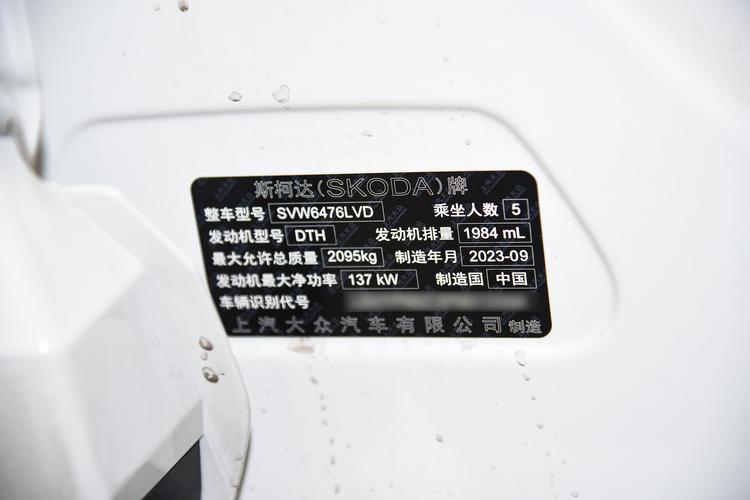 斯柯达(SKODA)牌
整车型号 SVW6476LVD 乘坐人数 5
发动机型号 DTH 发动机排量 1984 mL
最大允许总质量 2095kg 制造年月 2023-09
发动机最大净功率 137 kW 制造国 中国
车辆识别代号
上汽大众汽车有限公司 制造